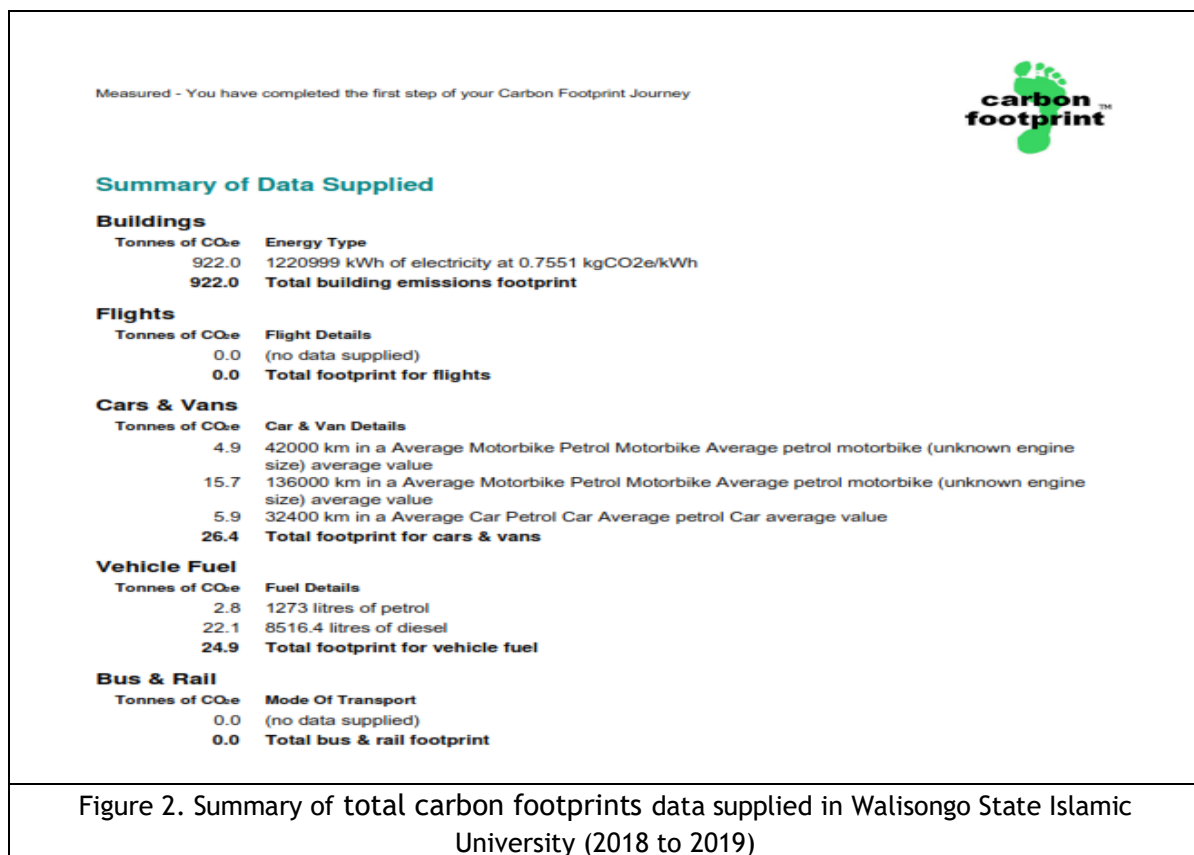 Measured - You have completed the first step of your Carbon Footprint Journey
carbon
footprint™
Summary of Data Supplied
Buildings
Tonnes of CO2e Energy Type
922.0 1220999 kWh of electricity at 0.7551 kgCO2e/kWh
922.0 Total building emissions footprint
Flights
Tonnes of CO2e Flight Details
0.0 (no data supplied)
0.0 Total footprint for flights
Cars & Vans
Tonnes of CO2e Car & Van Details
4.9 42000 km in a Average Motorbike Petrol Motorbike Average petrol motorbike (unknown engine
size) average value
15.7 136000 km in a Average Motorbike Petrol Motorbike Average petrol motorbike (unknown engine
size) average value
5.9 32400 km in a Average Car Petrol Car Average petrol Car average value
26.4 Total footprint for cars & vans
Vehicle Fuel
Tonnes of CO2e Fuel Details
2.8 1273 litres of petrol
22.1 8516.4 litres of diesel
24.9 Total footprint for vehicle fuel
Bus & Rail
Tonnes of CO2e Mode Of Transport
0.0 (no data supplied)
0.0 Total bus & rail footprint
Figure 2. Summary of total carbon footprints data supplied in Walisongo State Islamic
University (2018 to 2019)